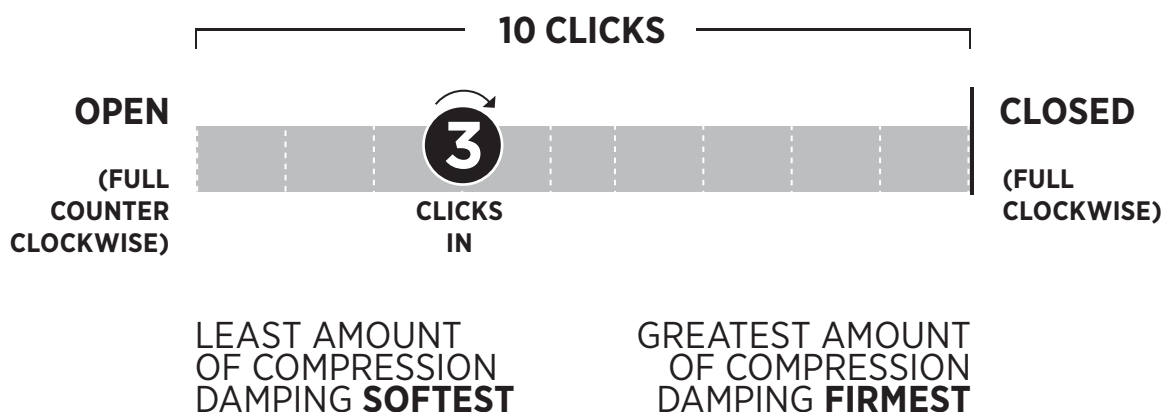 10 CLICKS
OPEN
(FULL
COUNTER
CLOCKWISE)
3
CLICKS
IN
CLOSED
(FULL
CLOCKWISE)
LEAST AMOUNT
OF COMPRESSION
DAMPING SOFTEST
GREATEST AMOUNT
OF COMPRESSION
DAMPING FIRMEST